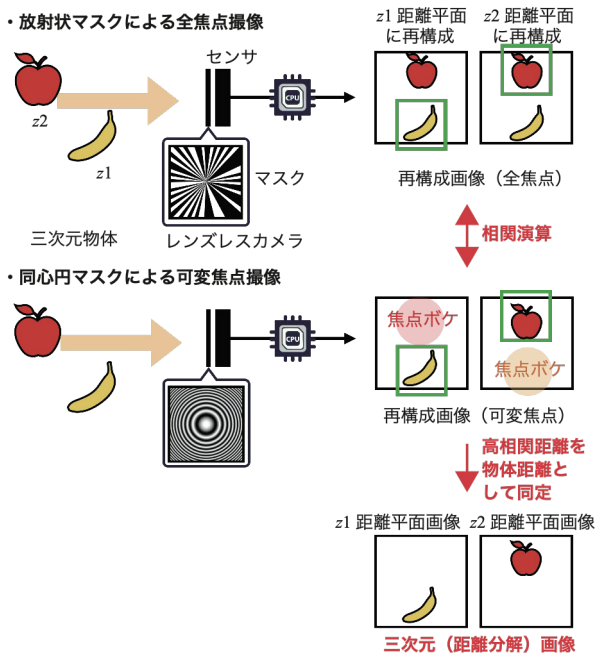 ・放射状マスクによる全焦点撮像
z1 距離平面
に再構成
z2 距離平面
に再構成
センサ
z2
z1
CPU
マスク
三次元物体
レンズレスカメラ
再構成画像(全焦点)
相関演算
・同心円マスクによる可変焦点撮像
CPU
焦点ボケ
焦点ボケ
再構成画像(可変焦点)
高相関距離を
物体距離と
して同定
z1 距離平面画像
z2 距離平面画像
三次元(距離分解)画像